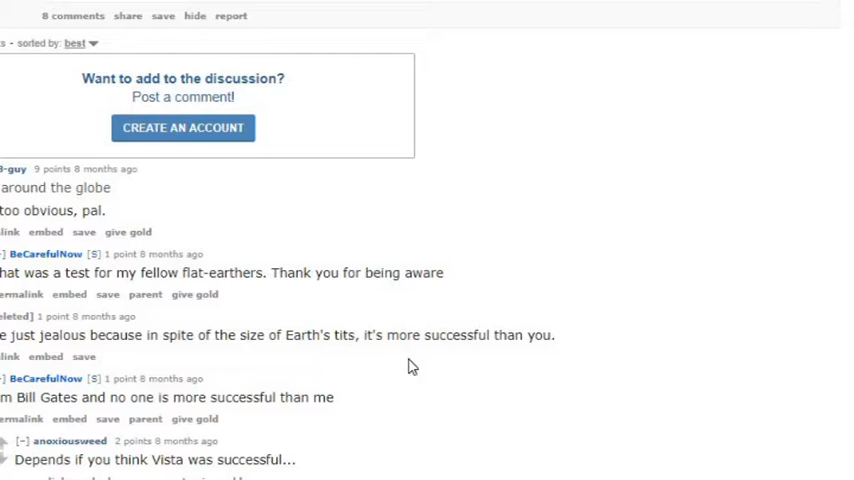 8 comments share save hide report
s - sorted by: best
Want to add to the discussion?
Post a comment!
CREATE AN ACCOUNT
B-guy 9 points 8 months ago
around the globe
too obvious, pal.
link embed save give gold
-] BeCarefulNow [S] 1 point 8 months ago
hat was a test for my fellow flat-earthers. Thank you for being aware
ermalink embed save parent give gold
eleted] 1 point 8 months ago
e just jealous because in spite of the size of Earth's tits, it's more successful than you.
link embed save
-] BeCarefulNow [S] 1 point 8 months ago
m Bill Gates and no one is more successful than me
ermalink embed save parent give gold
[-] anoxiousweed 2 points 8 months ago
Depends if you think Vista was successful...